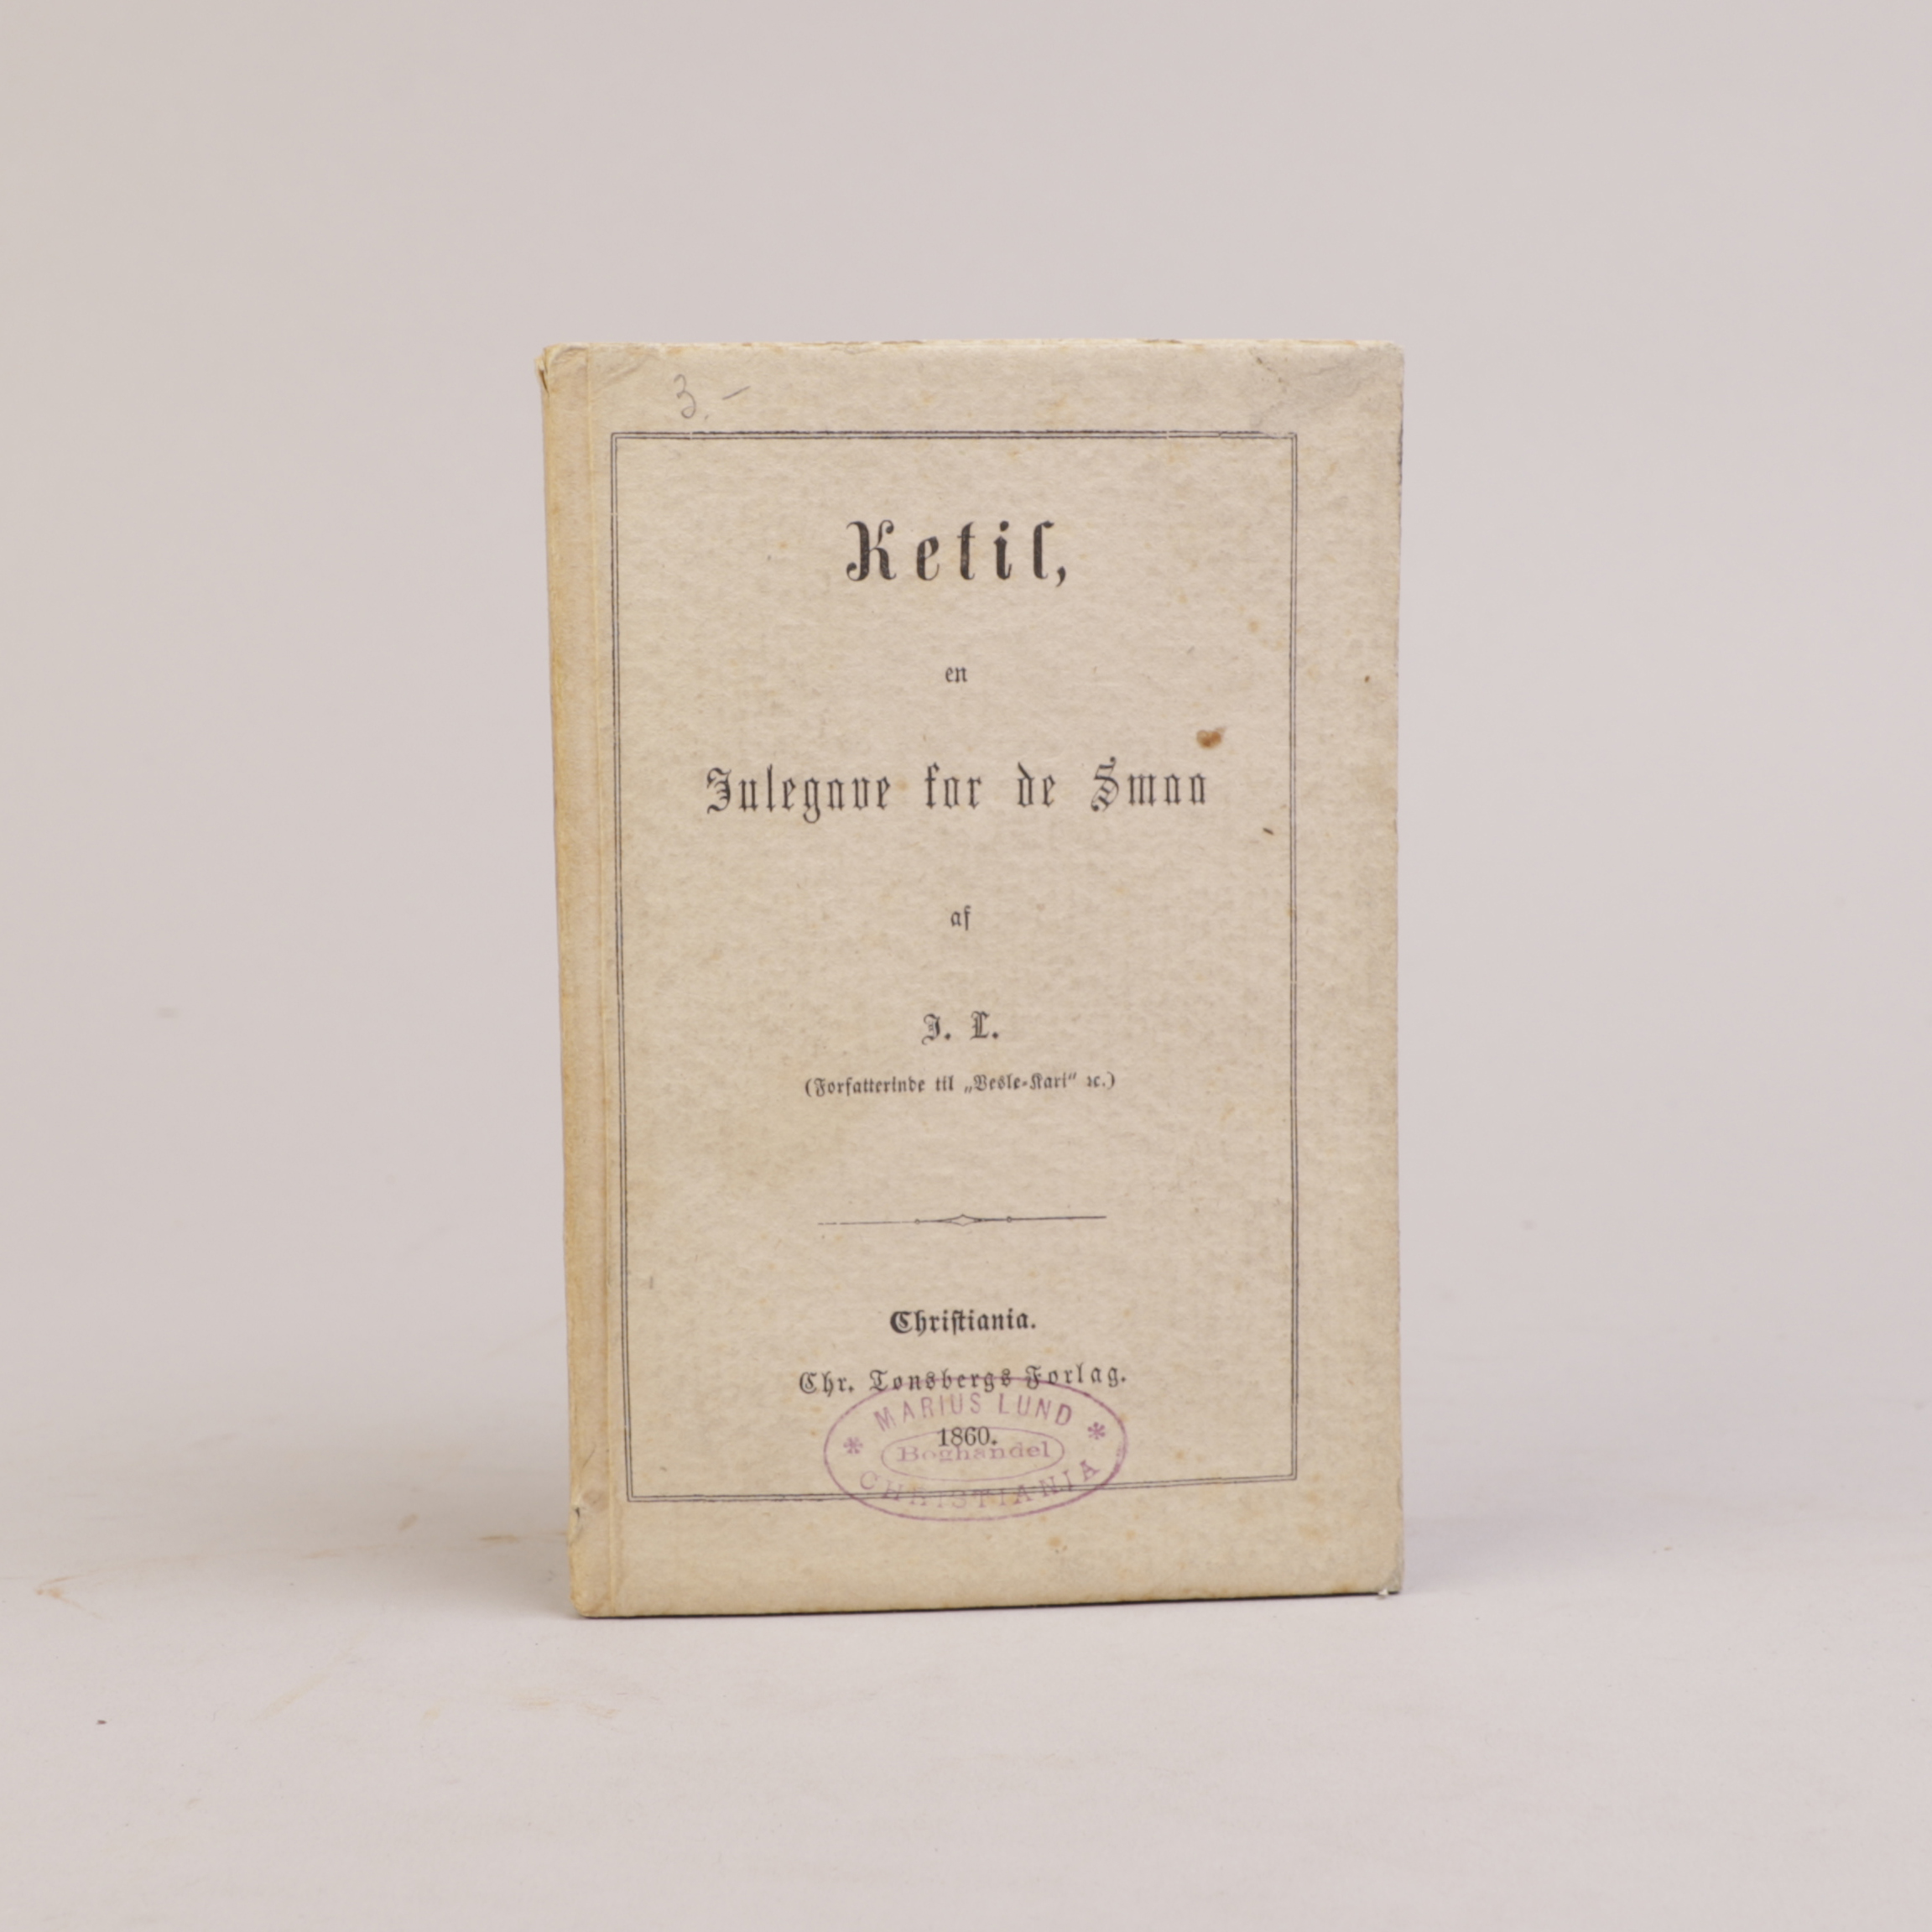 3.-
Ketil,
en
Julegave for de Smaa
af
J. L.
(Forfatterinde til „Vesle-Kari“ ꝛc.)
Christiania.
Chr. Tonsbergs Forlag.
1860.
MARIUS LUND
Boghandel
CHRISTIANIA